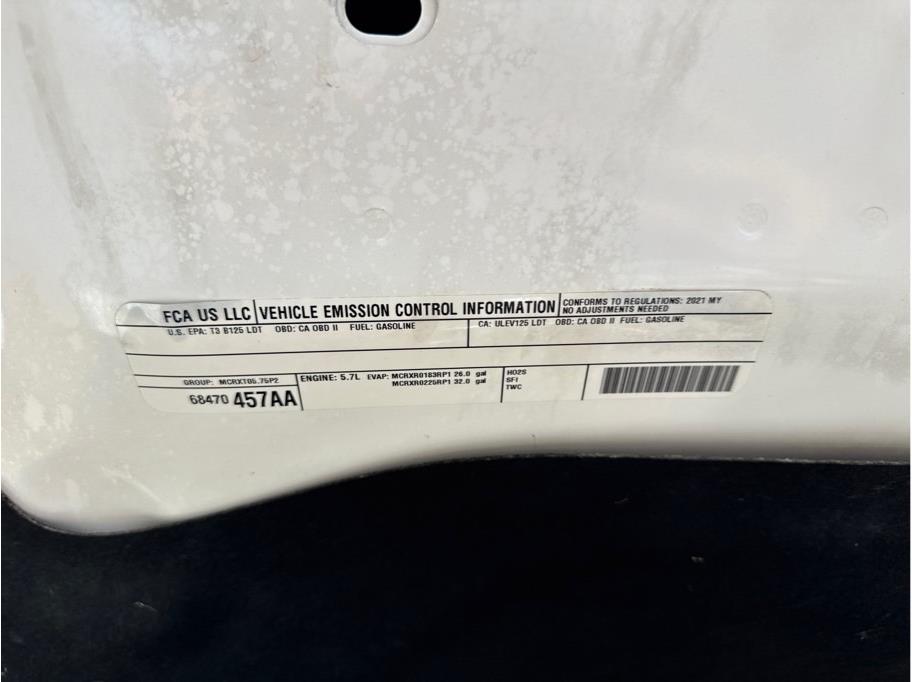 FCA US LLC VEHICLE EMISSION CONTROL INFORMATION
CONFORMS TO REGULATIONS: 2021 MY
NO ADJUSTMENTS NEEDED
U.S. EPA: T3 B125 LDT OBD: CA OBD II FUEL: GASOLINE
CA: ULEV125 LDT OBD: CA OBD II FUEL: GASOLINE
GROUP: MCRXT05.75P2
68470 457AA
ENGINE: 5.7L EVAP: MCRXR0183RP1 26.0 gal
MCRXR0225RP1 32.0 gal
HO2S
SFI
TWC